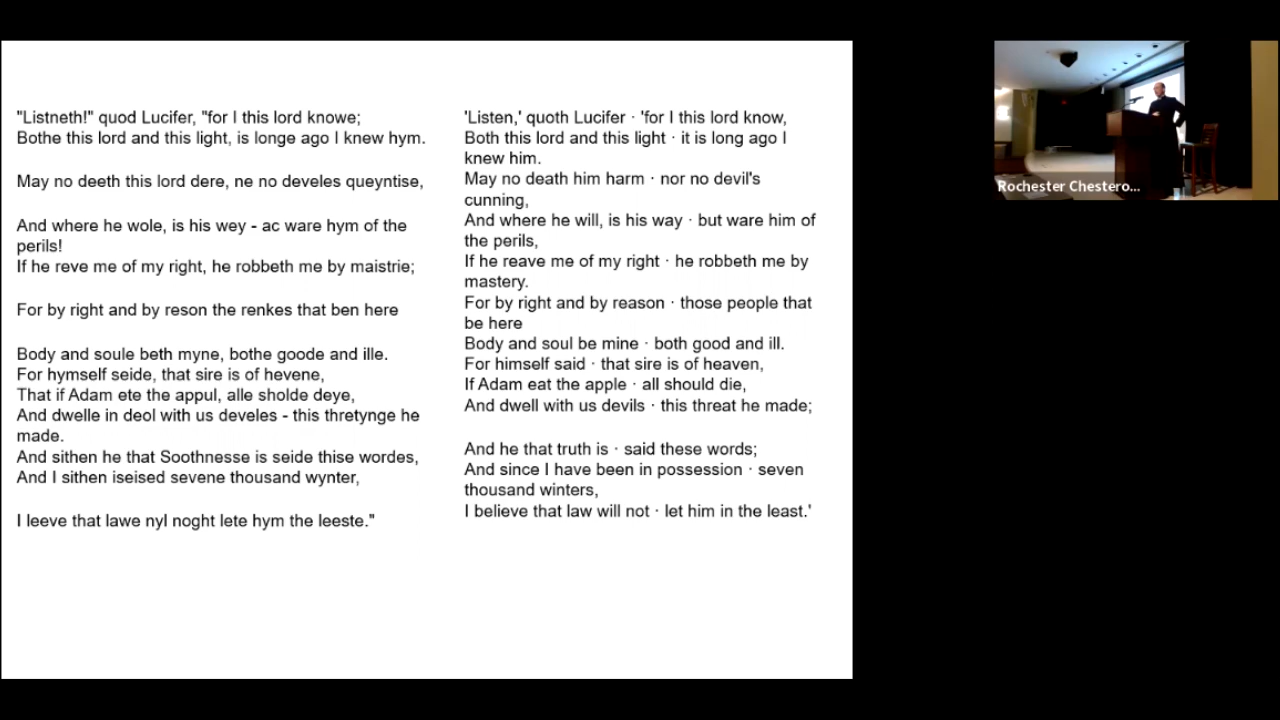 "Listneth!" quod Lucifer, "for I this lord knowe;
Bothe this lord and this light, is longe ago I knew hym.
May no deeth this lord dere, ne no develes queyntise,
And where he wole, is his wey - ac ware hym of the
perils!
If he reve me of my right, he robbeth me by maistrie;
For by right and by reson the renkes that ben here
Body and soule beth myne, bothe goode and ille.
For hymself seide, that sire is of hevene,
That if Adam ete the appul, alle sholde deye,
And dwelle in deol with us develes - this thretynge he
made.
And sithen he that Soothnesse is seide thise wordes,
And I sithen iseised sevene thousand wynter,
I leeve that lawe nyl noght lete hym the leeste."
'Listen,' quoth Lucifer · 'for I this lord know,
Both this lord and this light · it is long ago I
knew him.
May no death him harm · nor no devil's
cunning,
And where he will, is his way · but ware him of
the perils,
If he reave me of my right · he robbeth me by
mastery.
For by right and by reason · those people that
be here
Body and soul be mine · both good and ill.
For himself said · that sire is of heaven,
If Adam eat the apple · all should die,
And dwell with us devils · this threat he made;
And he that truth is · said these words;
And since I have been in possession · seven
thousand winters,
I believe that law will not · let him in the least.'
Rochester Chestero...